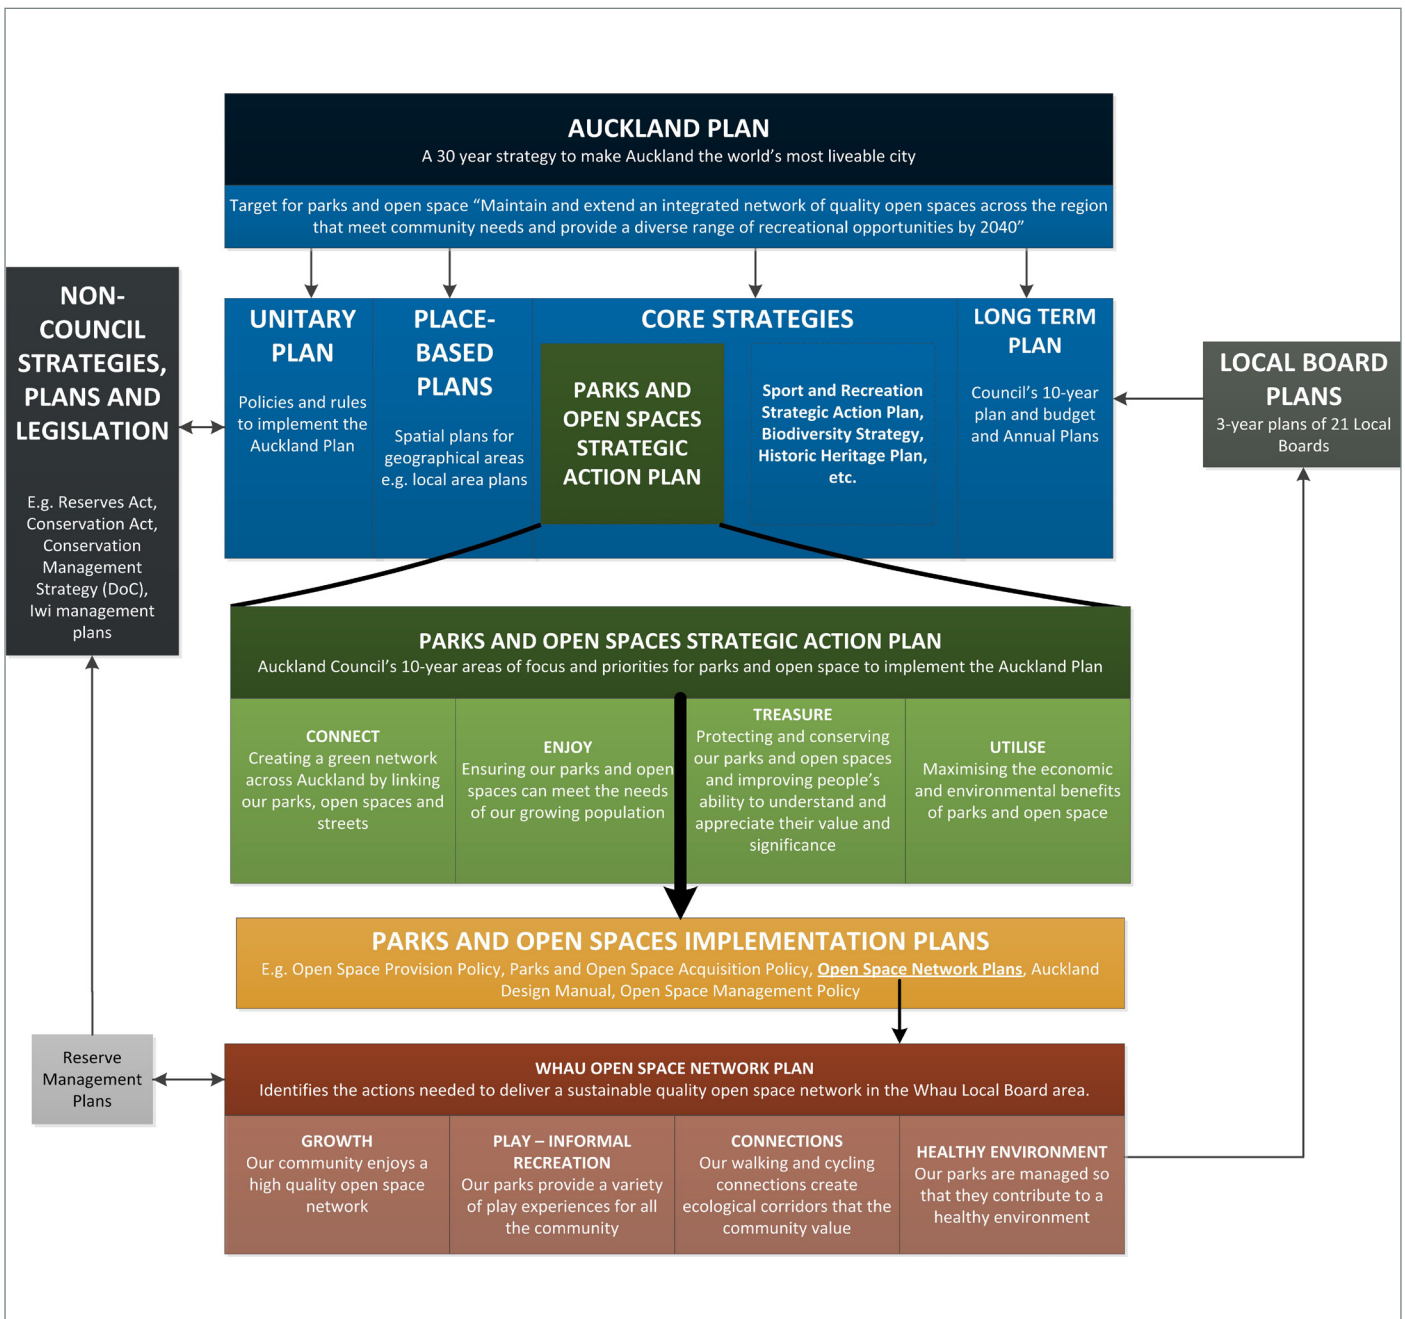 AUCKLAND PLAN
A 30 year strategy to make Auckland the world’s most liveable city
Target for parks and open space “Maintain and extend an integrated network of quality open spaces across the region
that meet community needs and provide a diverse range of recreational opportunities by 2040”
NON-
COUNCIL
STRATEGIES,
PLANS AND
LEGISLATION
E.g. Reserves Act,
Conservation Act,
Conservation
Management
Strategy (DoC),
Iwi management
plans
UNITARY
PLAN
Policies and rules
to implement the
Auckland Plan
PLACE-
BASED
PLANS
Spatial plans for
geographical areas
e.g. local area plans
CORE STRATEGIES
PARKS AND
OPEN SPACES
STRATEGIC
ACTION PLAN
Sport and Recreation
Strategic Action Plan,
Biodiversity Strategy,
Historic Heritage Plan,
etc.
LONG TERM
PLAN
Council’s 10-year
plan and budget
and Annual Plans
LOCAL BOARD
PLANS
3-year plans of 21 Local
Boards
PARKS AND OPEN SPACES STRATEGIC ACTION PLAN
Auckland Council’s 10-year areas of focus and priorities for parks and open space to implement the Auckland Plan
CONNECT
Creating a green network
across Auckland by linking
our parks, open spaces and
streets
ENJOY
Ensuring our parks and open
spaces can meet the needs
of our growing population
TREASURE
Protecting and conserving
our parks and open spaces
and improving people’s
ability to understand and
appreciate their value and
significance
UTILISE
Maximising the economic
and environmental benefits
of parks and open space
PARKS AND OPEN SPACES IMPLEMENTATION PLANS
E.g. Open Space Provision Policy, Parks and Open Space Acquisition Policy, Open Space Network Plans, Auckland
Design Manual, Open Space Management Policy
Reserve
Management
Plans
WHAU OPEN SPACE NETWORK PLAN
Identifies the actions needed to deliver a sustainable quality open space network in the Whau Local Board area.
GROWTH
Our community enjoys a
high quality open space
network
PLAY – INFORMAL
RECREATION
Our parks provide a variety
of play experiences for all
the community
CONNECTIONS
Our walking and cycling
connections create
ecological corridors that the
community value
HEALTHY ENVIRONMENT
Our parks are managed so
that they contribute to a
healthy environment